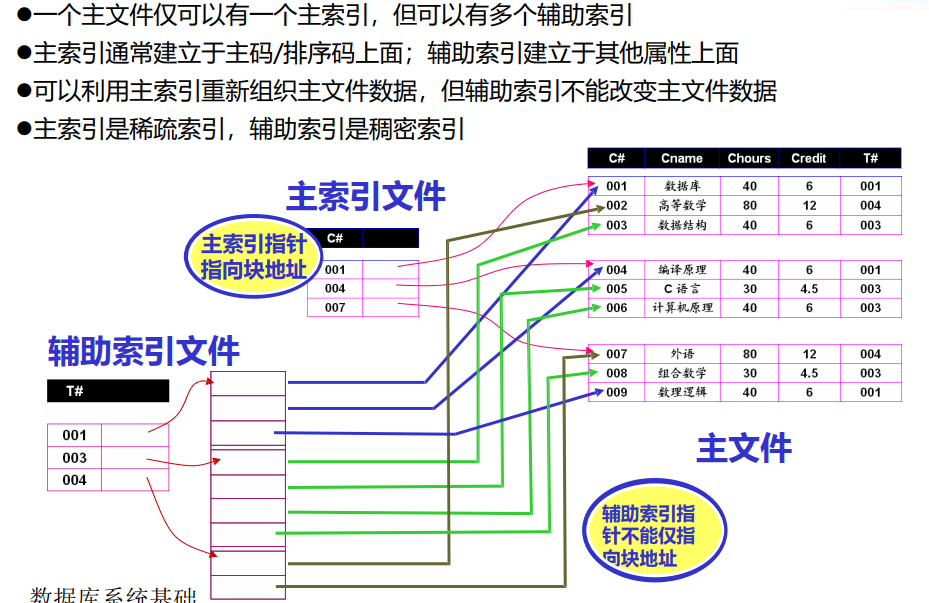 ●一个主文件仅可以有一个主索引，但可以有多个辅助索引
●主索引通常建立于主码/排序码上面；辅助索引建立于其他属性上面
●可以利用主索引重新组织主文件数据，但辅助索引不能改变主文件数据
●主索引是稀疏索引，辅助索引是稠密索引
主索引文件
主索引指针
指向块地址
C#
001
004
007
辅助索引文件
T#
001
003
004
C# Cname Chours Credit T#
001 数据库 40 6 001
002 高等数学 80 12 004
003 数据结构 40 6 003
004 编译原理 40 6 001
005 C 语言 30 4.5 003
006 计算机原理 40 6 003
007 外语 80 12 004
008 组合数学 30 4.5 003
009 数理逻辑 40 6 001
主文件
辅助索引指
针不能仅指
向块地址
数据库系统基础